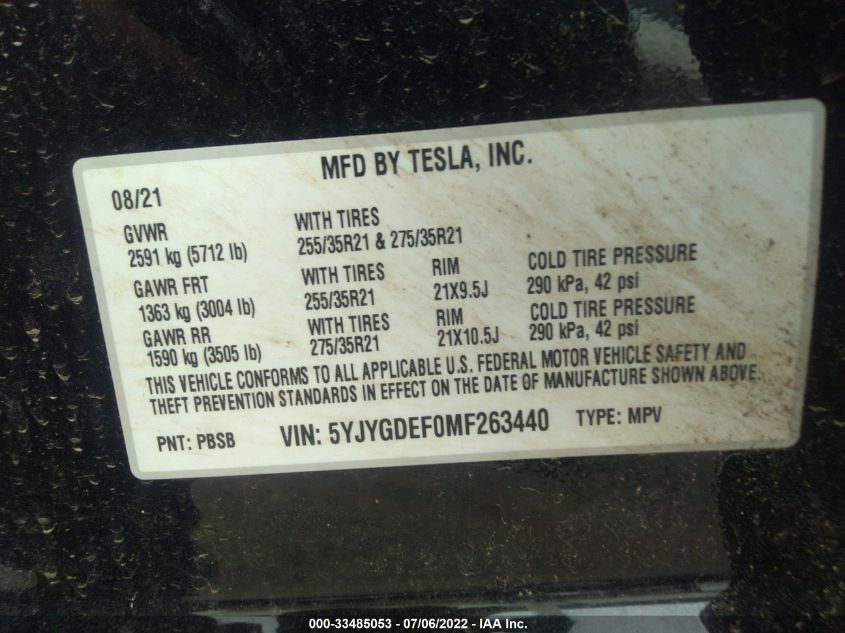 MFD BY TESLA, INC.
08/21
GVWR WITH TIRES
2591 kg (5712 lb) 255/35R21 & 275/35R21
GAWR FRT WITH TIRES RIM COLD TIRE PRESSURE
1363 kg (3004 lb) 255/35R21 21X9.5J 290 kPa, 42 psi
GAWR RR WITH TIRES RIM COLD TIRE PRESSURE
1590 kg (3505 lb) 275/35R21 21X10.5J 290 kPa, 42 psi
THIS VEHICLE CONFORMS TO ALL APPLICABLE U.S. FEDERAL MOTOR VEHICLE SAFETY AND
THEFT PREVENTION STANDARDS IN EFFECT ON THE DATE OF MANUFACTURE SHOWN ABOVE.
PNT: PBSB VIN: 5YJYGDEF0MF263440 TYPE: MPV
000-33485053 - 07/06/2022 - IAA Inc.